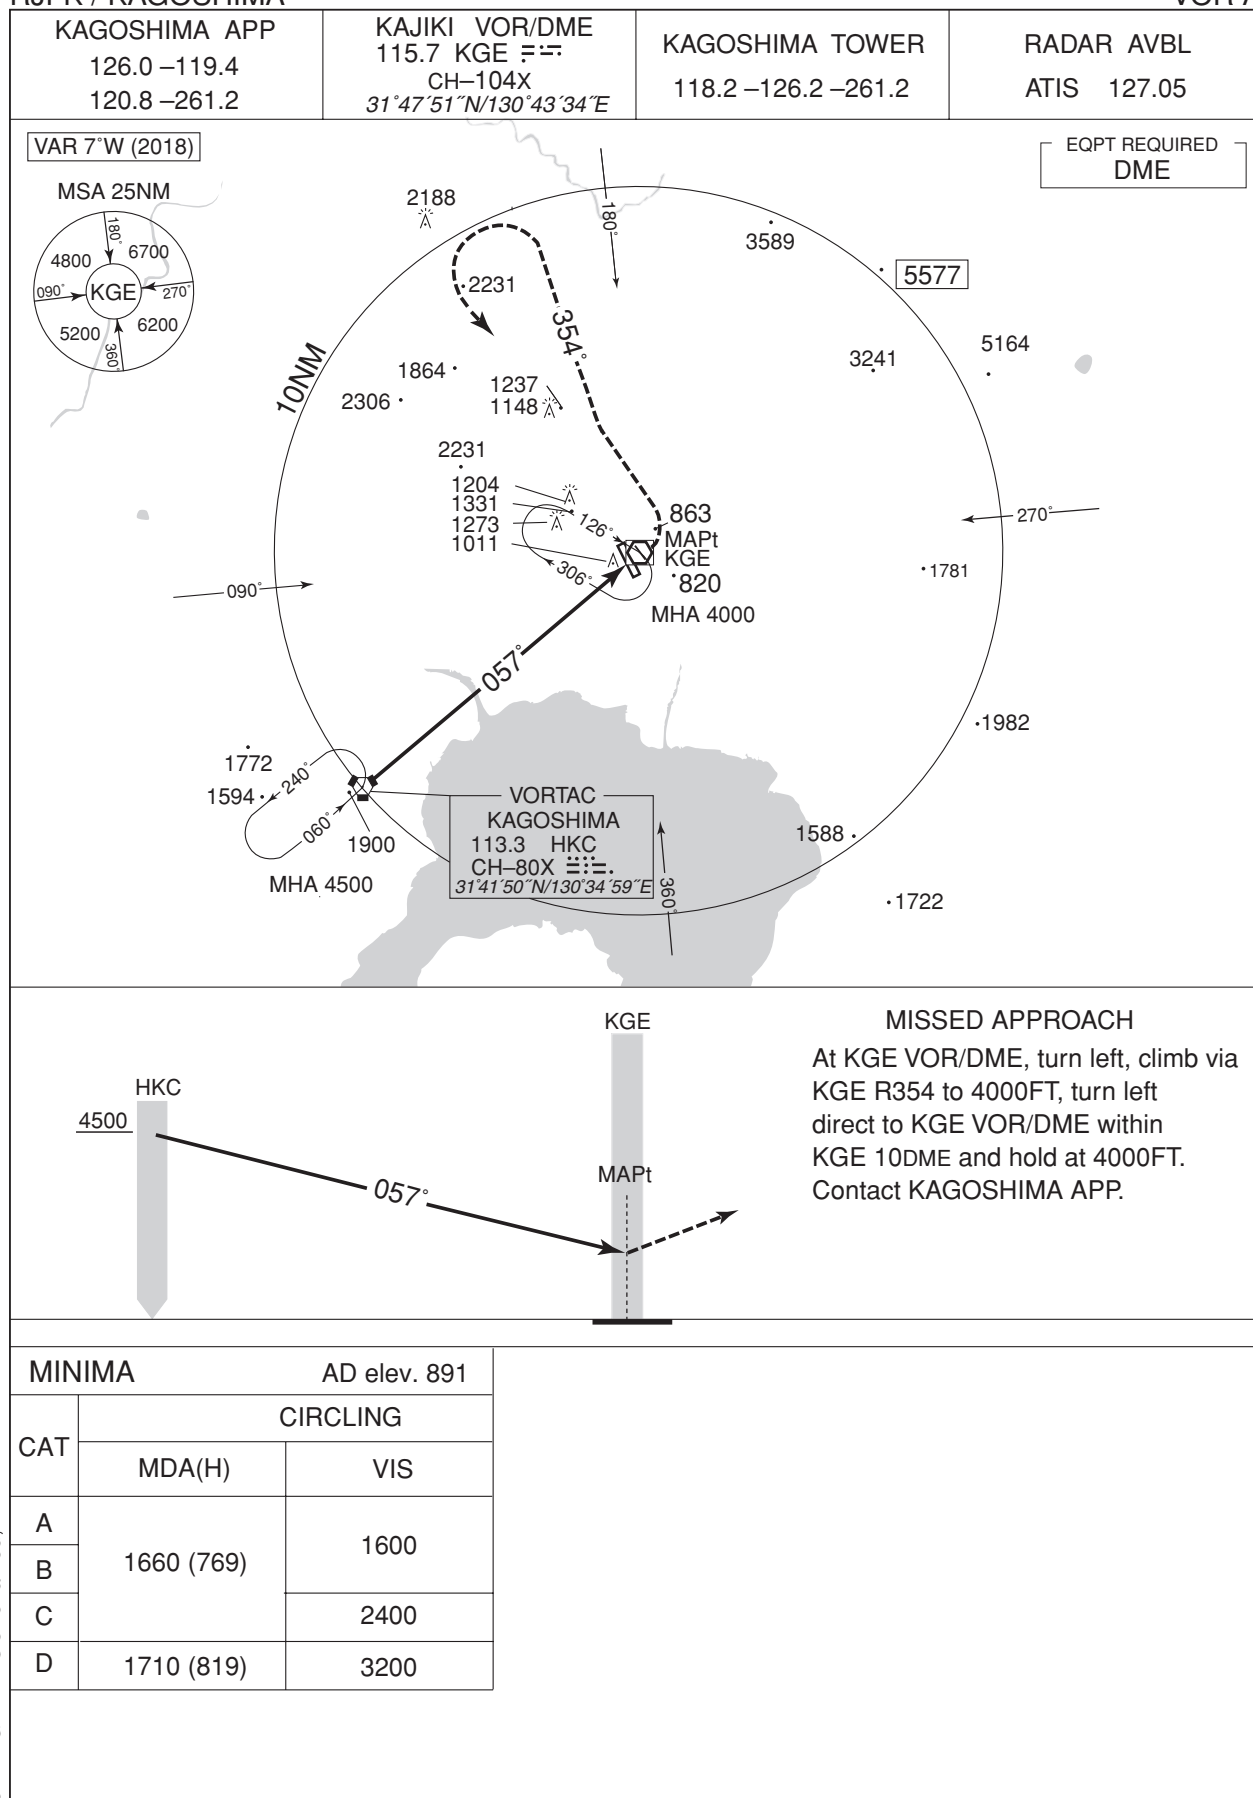 RJFK / KAGOSHIMA
VOR A
KAGOSHIMA APP
126.0 –119.4
120.8 –261.2
KAJIKI VOR/DME
115.7 KGE
CH–104X
31˚47´51˝N/130˚43´34˝E
KAGOSHIMA TOWER
118.2 –126.2 –261.2
RADAR AVBL
ATIS 127.05
VAR 7˚W (2018)
EQPT REQUIRED
DME
MSA 25NM
180˚
4800
6700
090˚
KGE
270˚
5200
6200
360˚
2188
180˚
3589
5577
2231
354˚
10NM
3241
5164
1864
2306
1237
1148
2231
1204
1331
1273
1011
126˚
306˚
863
MAPt
KGE
820
MHA 4000
270˚
1781
090˚
057˚
1982
1772
1594
240˚
060˚
1900
MHA 4500
VORTAC
KAGOSHIMA
113.3 HKC
CH–80X
31˚41´50˝N/130˚34´59˝E
360˚
1588
1722
KGE
HKC
4500
057˚
MAPt
MISSED APPROACH
At KGE VOR/DME, turn left, climb via
KGE R354 to 4000FT, turn left
direct to KGE VOR/DME within
KGE 10DME and hold at 4000FT.
Contact KAGOSHIMA APP.
MINIMA AD elev. 891
CAT
CIRCLING
MDA(H) VIS
A
B
C
D
1660 (769)
1600
2400
1710 (819)
3200